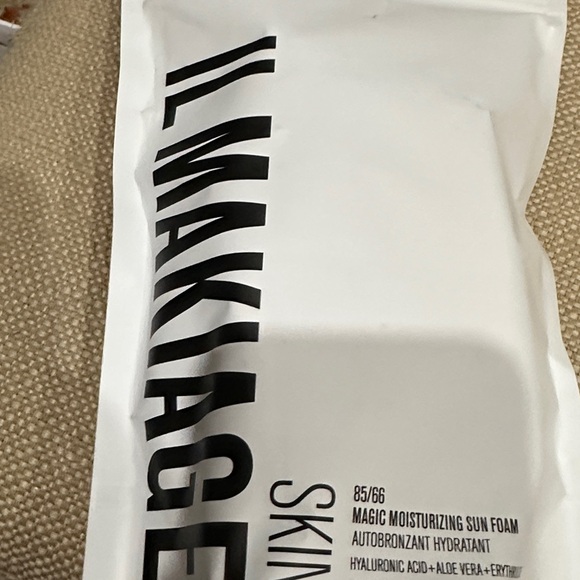 IL MAKIAGE
SKIN
85/66
MAGIC MOISTURIZING SUN FOAM
AUTOBRONZANT HYDRATANT
HYALURONIC ACID + ALOE VERA +